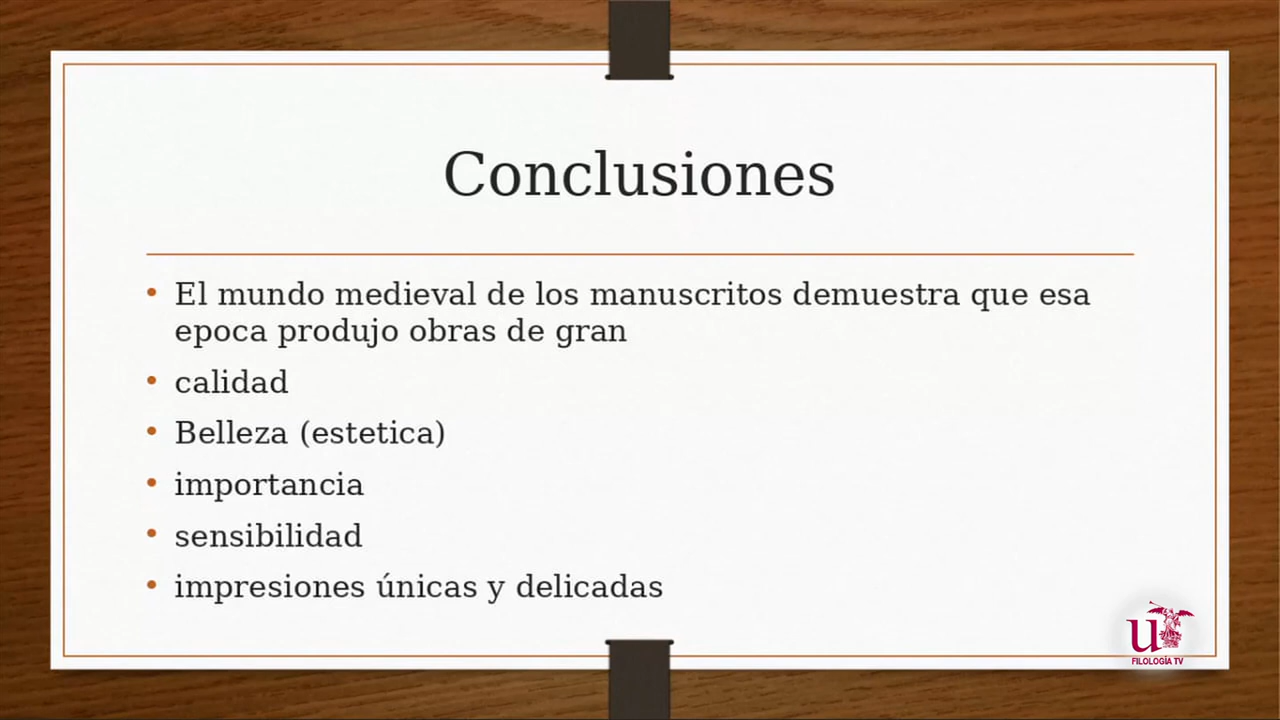 Conclusiones
• El mundo medieval de los manuscritos demuestra que esa
epoca produjo obras de gran
• calidad
• Belleza (estetica)
• importancia
• sensibilidad
• impresiones únicas y delicadas
u
FILOLOGÍA TV